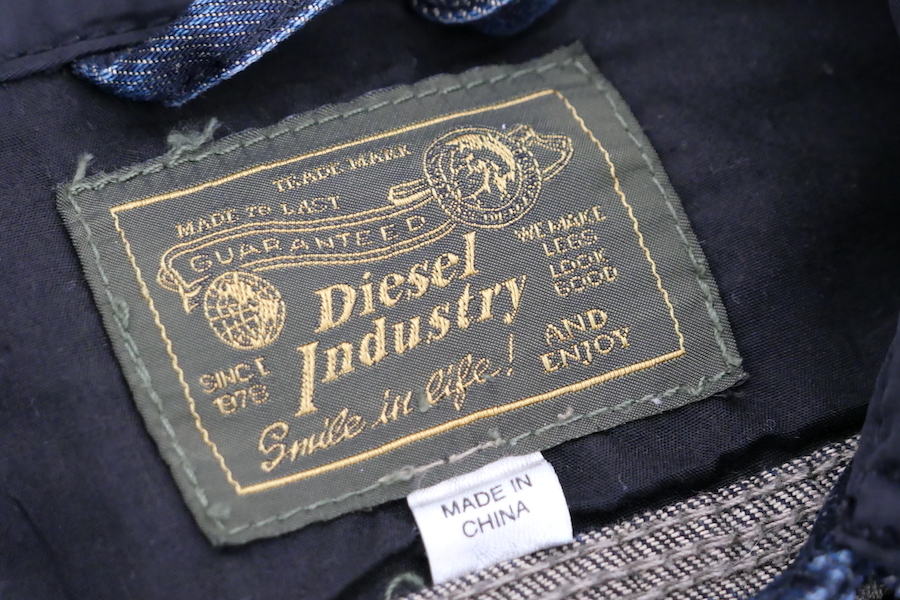 TRADE MARK
MADE TO LAST
GUARANTEED
DIESEL
WE MAKE
LEGS
LOOK
GOOD
Diesel
Industry
SINCE
1978
AND
ENJOY
Smile in life!
MADE IN
CHINA